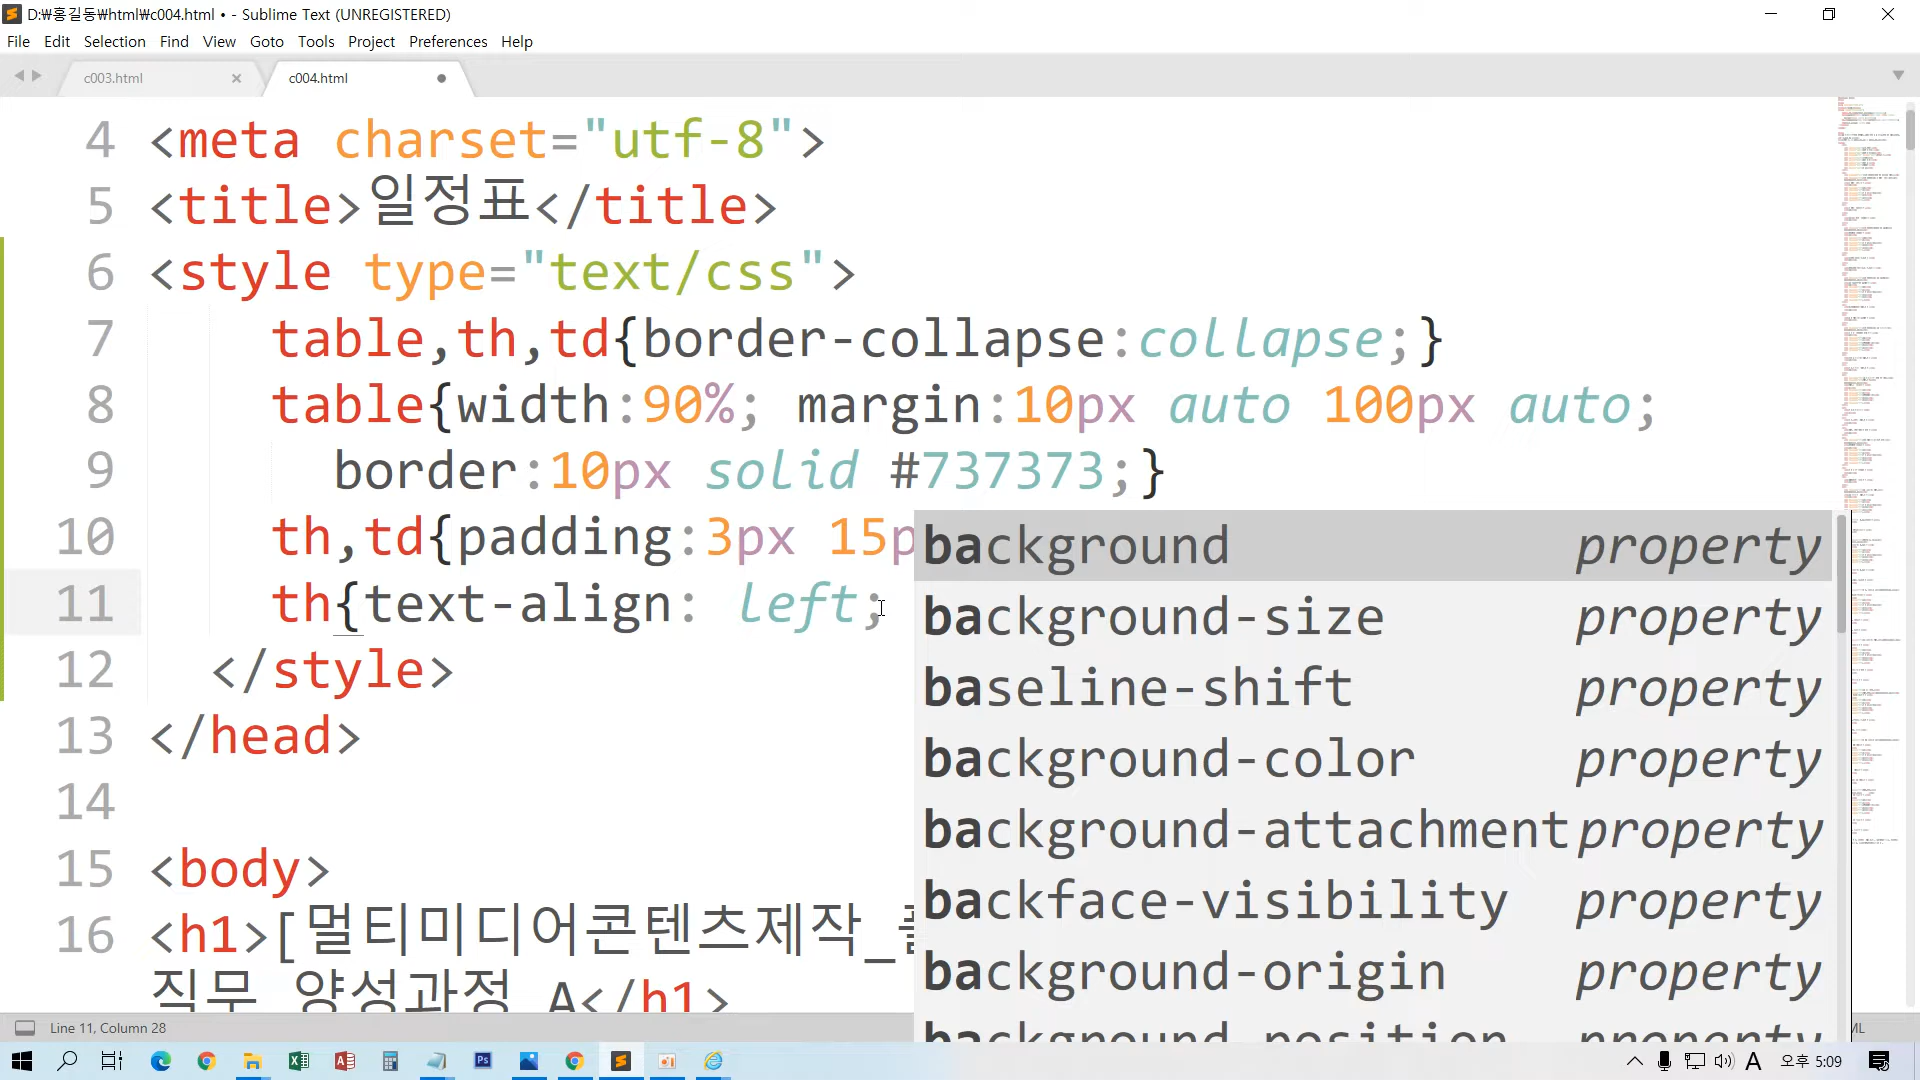 D:₩홍길동₩html₩c004.html • - Sublime Text (UNREGISTERED)
File Edit Selection Find View Goto Tools Project Preferences Help
c003.html c004.html
4 <meta charset="utf-8">
5 <title>일정표</title>
6 <style type="text/css">
7 table,th,td{border-collapse:collapse;}
8 table{width:90%; margin:10px auto 100px auto;
9 border:10px solid #737373;}
10 th,td{padding:3px 15p
11 th{text-align: left;
12 </style>
13 </head>
14
15 <body>
16 <h1>[멀티미디어콘텐츠제작_
직무 양성과정 A</h1>
background property
background-size property
baseline-shift property
background-color property
background-attachment property
backface-visibility property
background-origin property
background-position property
Line 11, Column 28
A 오후 5:09